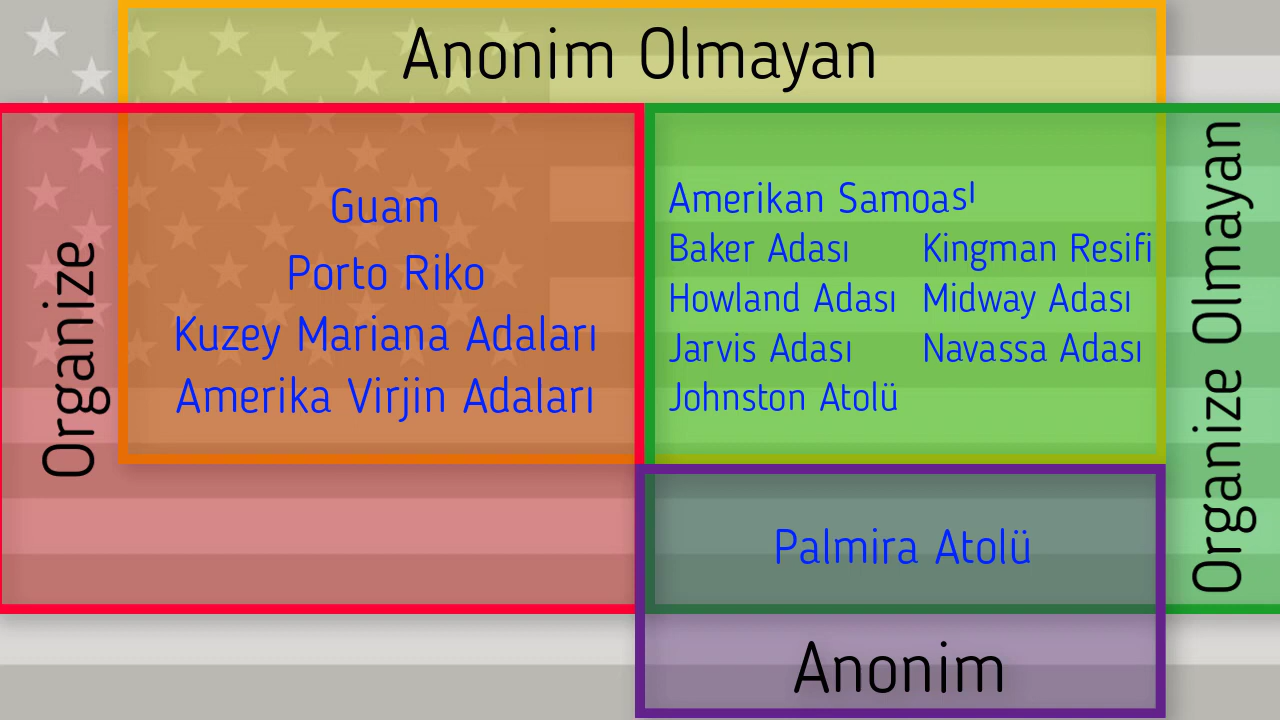 Anonim Olmayan
Organize
Guam
Porto Riko
Kuzey Mariana Adaları
Amerika Virjin Adaları
Amerikan Samoası
Baker Adası
Howland Adası
Jarvis Adası
Johnston Atolü
Kingman Resifi
Midway Adası
Navassa Adası
Organize Olmayan
Palmira Atolü
Anonim